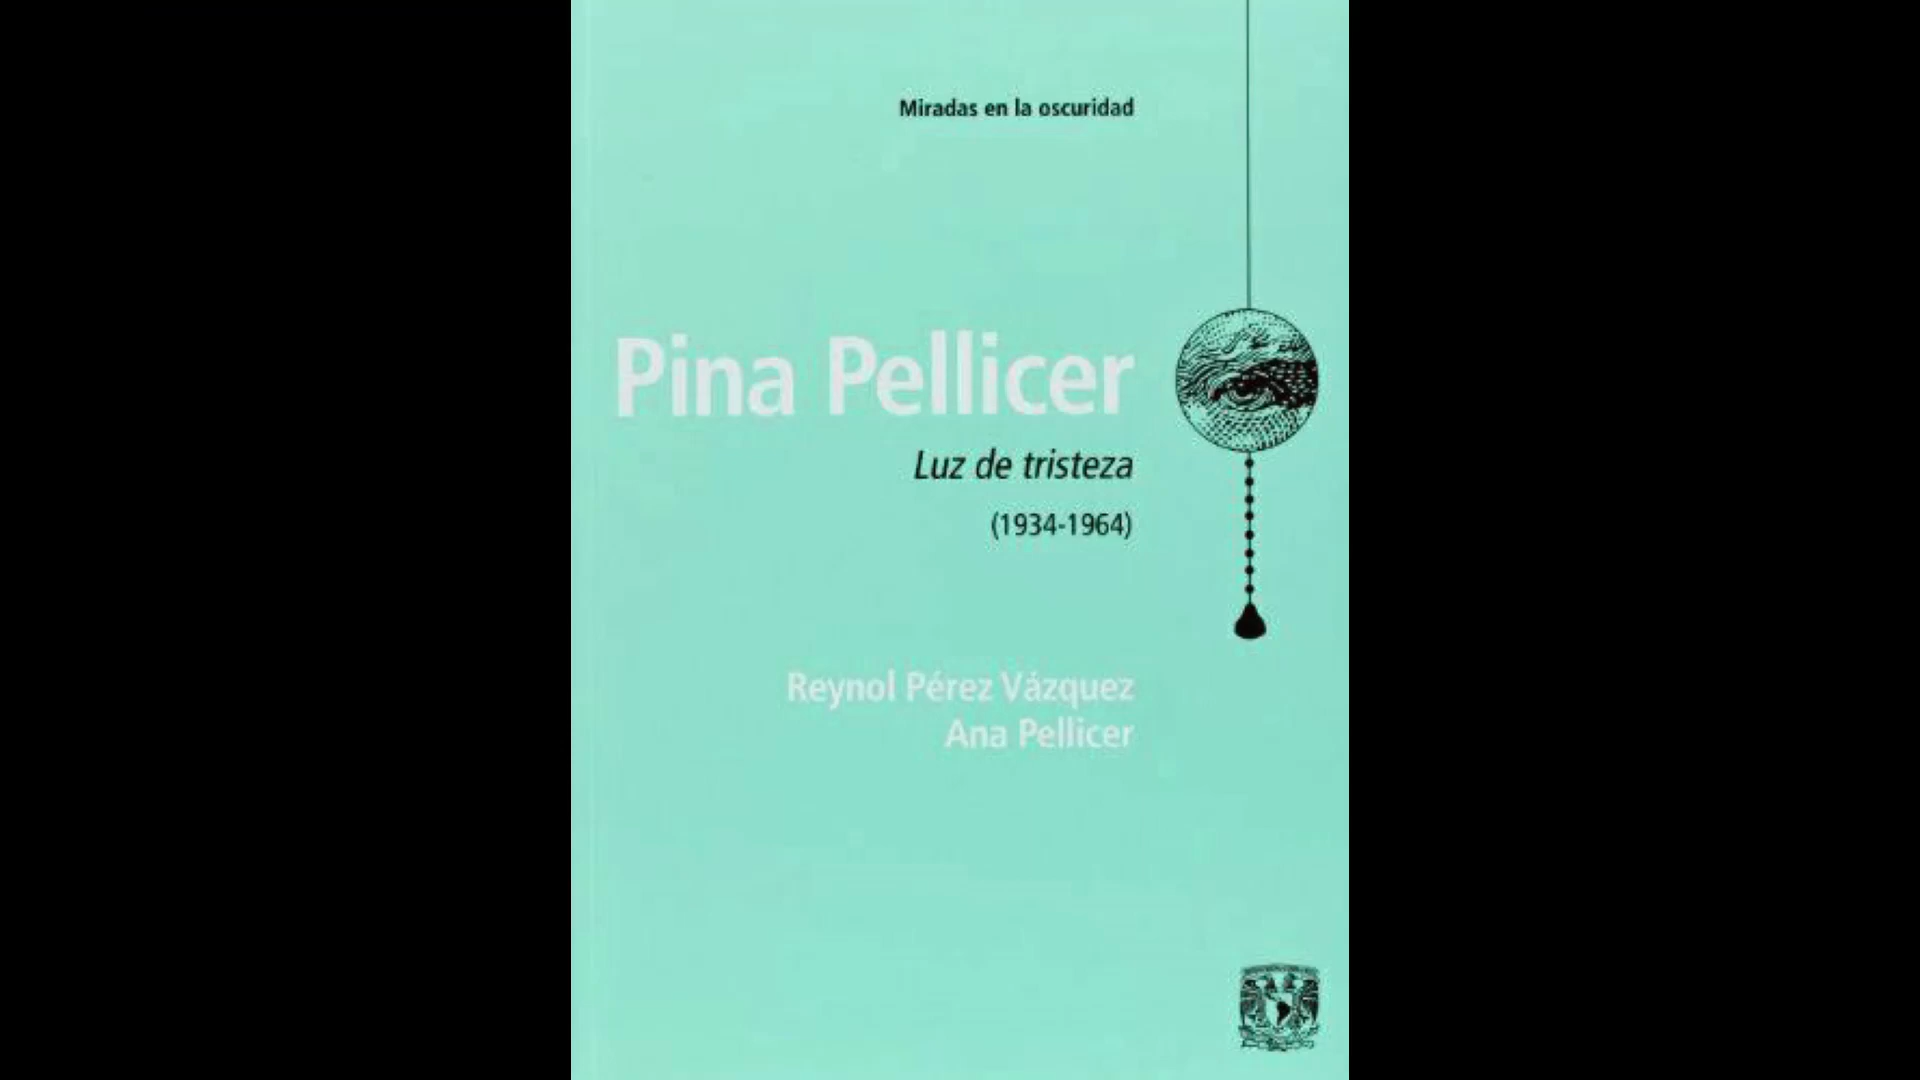 Miradas en la oscuridad
Pina Pellicer
Luz de tristeza
(1934-1964)
Reynol Pérez Vázquez
Ana Pellicer